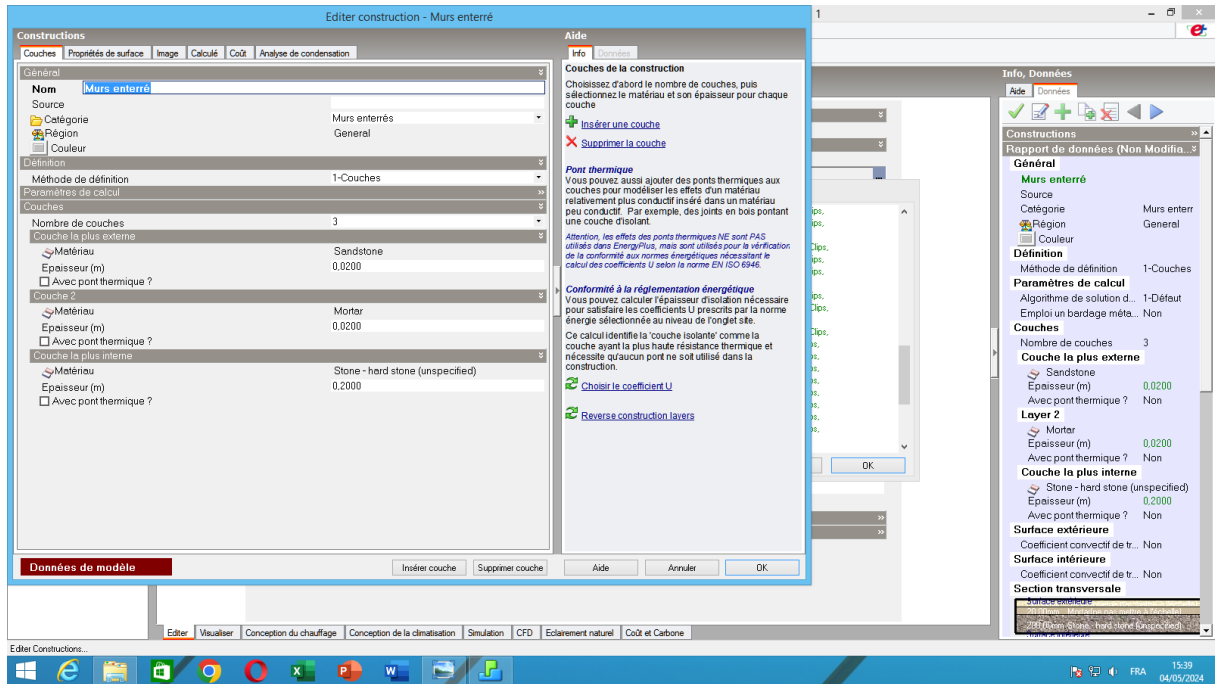 Editer construction - Murs enterré
1
Constructions
Couches Propriétés de surface Image Calculé Coût Analyse de condensation
Général
Nom Murs enterré
Source
Catégorie Murs enterrés
Région General
Couleur
Définition
Méthode de définition 1-Couches
Paramètres de calcul
Couches
Nombre de couches 3
Couche la plus externe
Matériau Sandstone
Epaisseur (m) 0,0200
Avec pont thermique ?
Couche 2
Matériau Mortar
Epaisseur (m) 0,0200
Avec pont thermique ?
Couche la plus interne
Matériau Stone - hard stone (unspecified)
Epaisseur (m) 0,2000
Avec pont thermique ?
Données de modèle
Insérer couche Supprimer couche
Aide
Info Données
Couches de la construction
Choisissez d'abord le nombre de couches, puis
sélectionnez le matériau et son épaisseur pour chaque
couche
Insérer une couche
Supprimer la couche
Pont thermique
Vous pouvez aussi ajouter des ponts thermiques aux
couches pour modéliser les effets d'un matériau
relativement plus conductif inséré dans un matériau
peu conductif. Par exemple, des joints en bois pontant
une couche d'isolant.
Attention, les effets des ponts thermiques NE sont PAS
utilisés dans EnergyPlus, mais sont utilisés pour la vérification
de la conformité aux normes énergétiques nécessitant le
calcul des coefficients U selon la norme EN ISO 6946.
Conformité à la réglementation énergétique
Vous pouvez calculer l'épaisseur d'isolation nécessaire
pour satisfaire les coefficients U prescrits par la norme
énergie sélectionnée au niveau de l'onglet site.
Ce calcul identifie la 'couche isolante' comme la
couche ayant la plus haute résistance thermique et
nécessite qu'aucun pont ne soit utilisé dans la
construction.
Choisir le coefficient U
Reverse construction layers
Aide Annuler OK
OK
Info, Données
Aide Données
Constructions
Rapport de données (Non Modifia...
Général
Murs enterré
Source
Catégorie Murs enterr
Région General
Couleur
Définition
Méthode de définition 1-Couches
Paramètres de calcul
Algorithme de solution d... 1-Défaut
Emploi un bardage méta... Non
Couches
Nombre de couches 3
Couche la plus externe
Sandstone
Epaisseur (m) 0,0200
Avec pont thermique ? Non
Layer 2
Mortar
Epaisseur (m) 0,0200
Avec pont thermique ? Non
Couche la plus interne
Stone - hard stone (unspecified)
Epaisseur (m) 0,2000
Avec pont thermique ? Non
Surface extérieure
Coefficient convectif de tr... Non
Surface intérieure
Coefficient convectif de tr... Non
Section transversale
Editer Visualiser Conception du chauffage Conception de la climatisation Simulation CFD Eclairement naturel Coût et Carbone
Editer Constructions...
FRA
15:39
04/05/2024